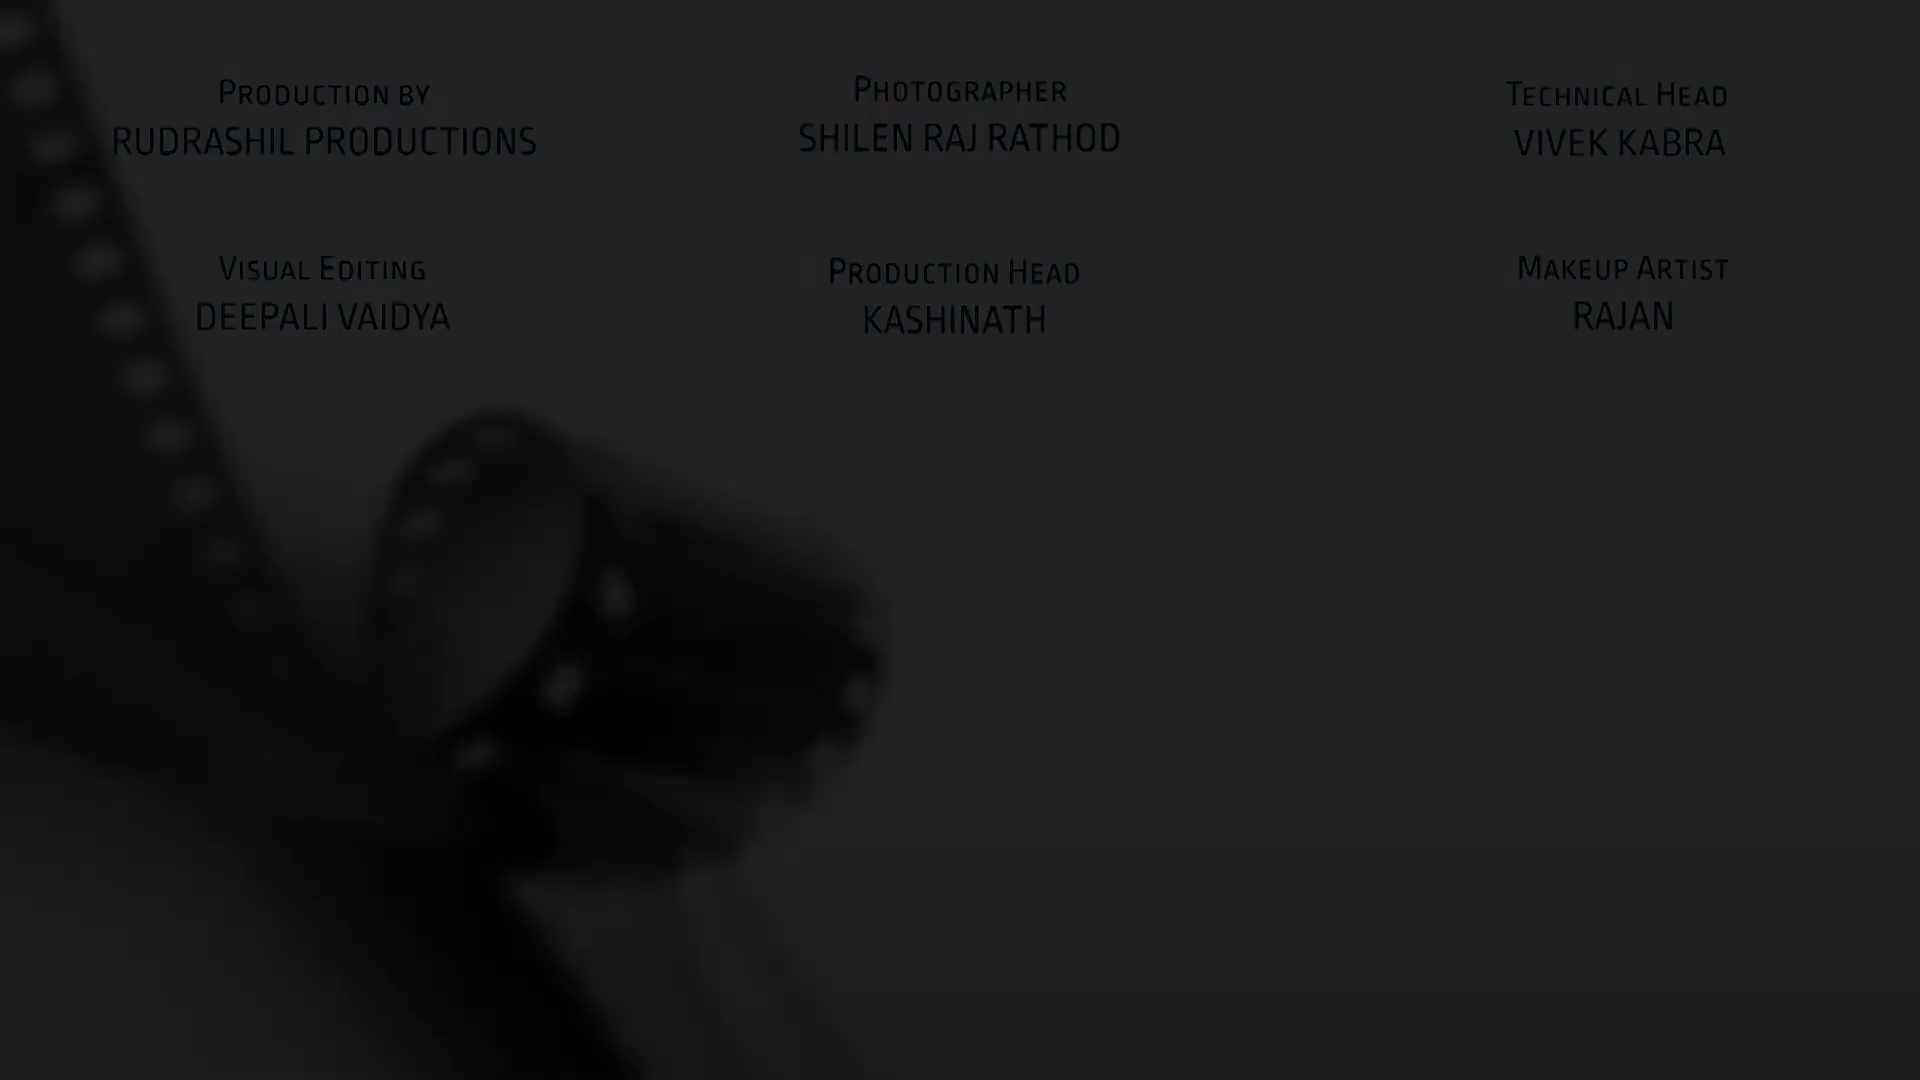 Production by
RUDRASHIL PRODUCTIONS
Photographer
SHILEN RAJ RATHOD
Technical Head
VIVEK KABRA
Visual Editing
DEEPALI VAIDYA
Production Head
KASHINATH
Makeup Artist
RAJAN